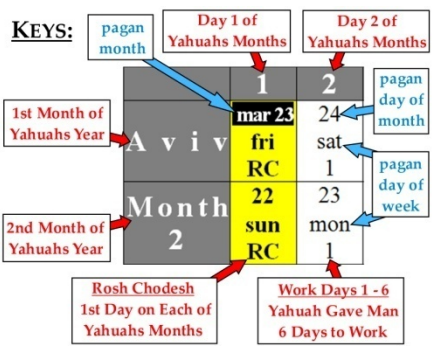 KEYS:
pagan
month
Day 1 of
Yahuahs Months
Day 2 of
Yahuahs Months
1
2
1st Month of
Yahuahs Year
Aviv
mar 23
fri
RC
24
sat
1
pagan
day of
month
pagan
day of
week
2nd Month of
Yahuahs Year
Month
2
22
sun
RC
23
mon
1
Rosh Chodesh
1st Day on Each of
Yahuahs Months
Work Days 1 - 6
Yahuah Gave Man
6 Days to Work